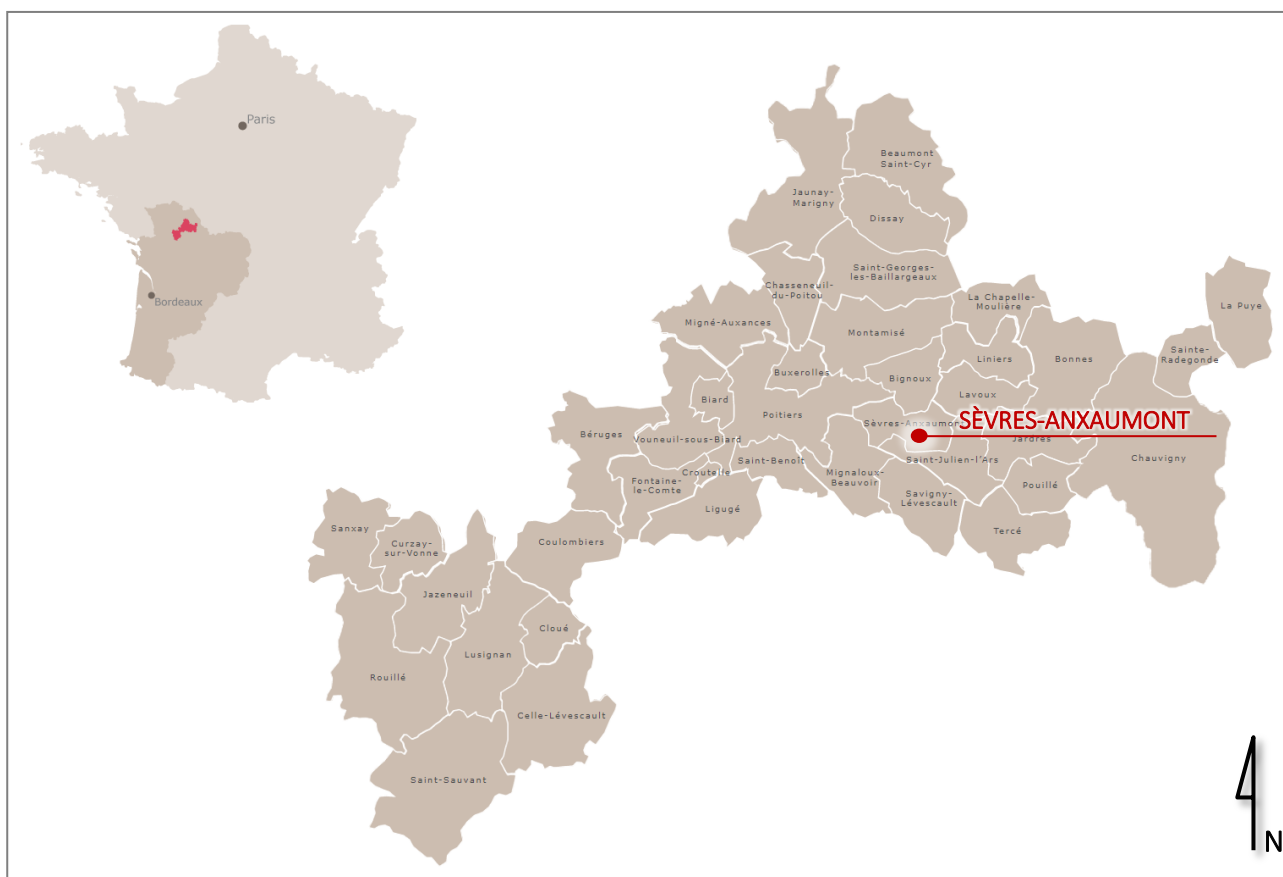 Paris
Bordeaux
Beaumont
Saint-Cyr
Jaunay-
Marigny
Dissay
Saint-Georges-
les-Baillargeaux
Chasseneuil-
du-Poitou
La Chapelle-
Moulière
La Puye
Migné-Auxances
Montamisé
Sainte-
Radegonde
Liniers
Bonnes
Buxerolles
Bignoux
Lavoux
Biard
Poitiers
Sèvres-Anxaumont
SÈVRES-ANXAUMONT
Béruges
Vouneuil-sous-Biard
Jardres
Saint-Benoît
Saint-Julien-l'Ars
Chauvigny
Croutelle
Fontaine-
le-Comte
Mignaloux-
Beauvoir
Pouillé
Savigny-
Lévescault
Ligugé
Tercé
Sanxay
Curzay-
sur-Vonne
Coulombiers
Jazeneuil
Cloué
Lusignan
Rouillé
Celle-Lévescault
Saint-Sauvant
N